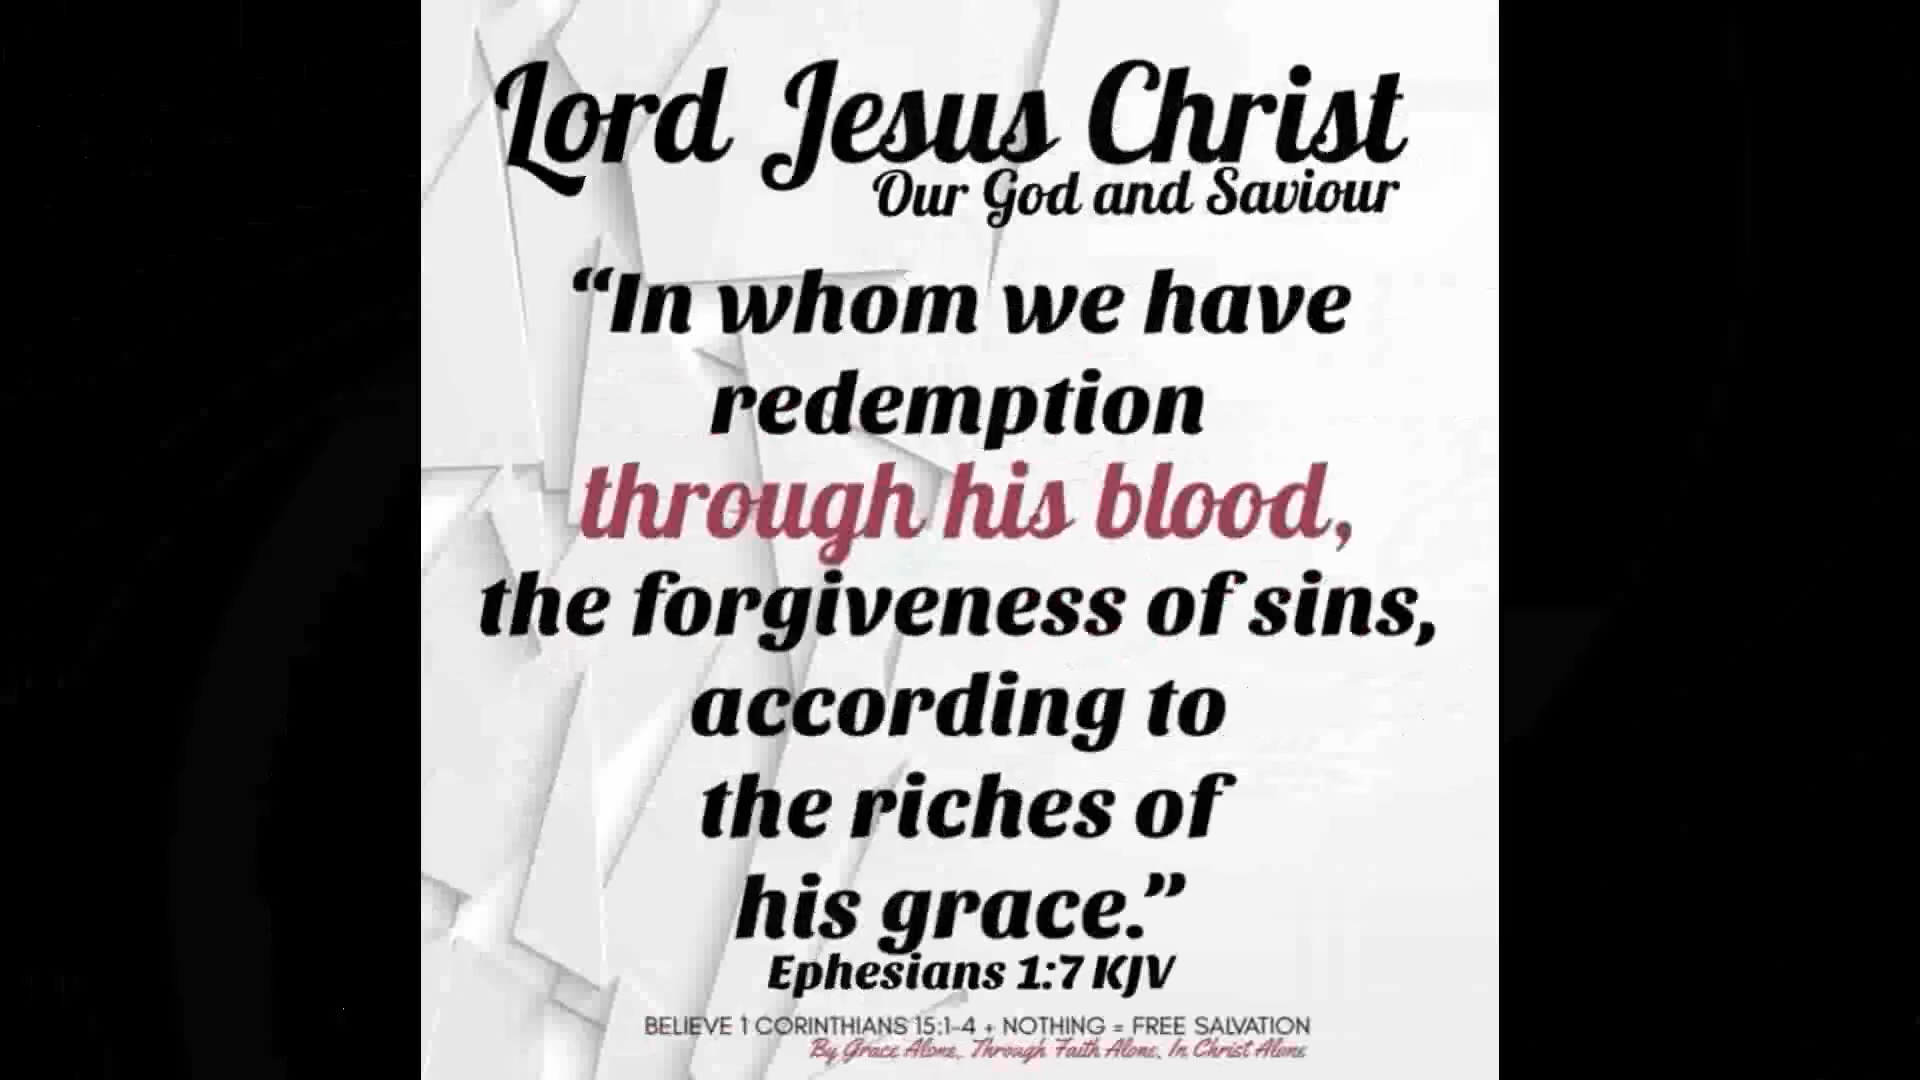 Lord Jesus Christ
Our God and Saviour
“In whom we have
redemption
through his blood,
the forgiveness of sins,
according to
the riches of
his grace.”
Ephesians 1:7 KJV
BELIEVE 1 CORINTHIANS 15:1-4 + NOTHING = FREE SALVATION
By Grace Alone, Through Faith Alone, In Christ Alone